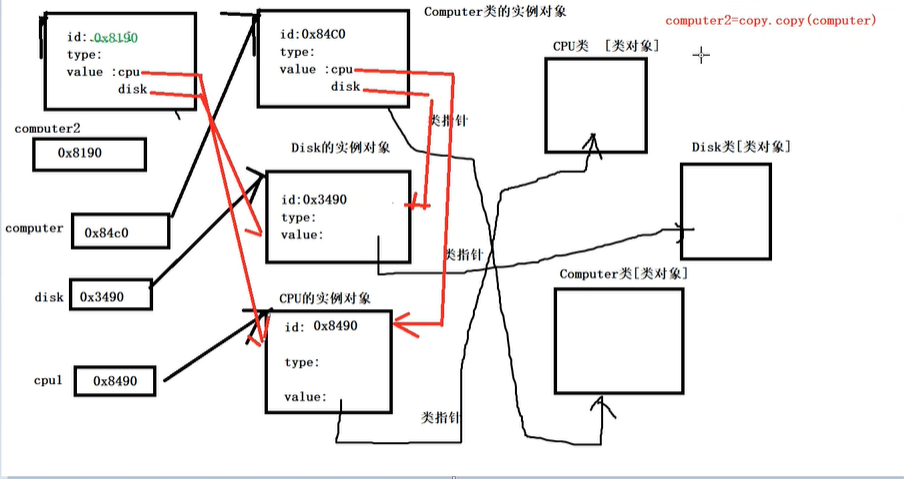 Computer类的实例对象
computer2=copy.copy(computer)
id:0x8190
type:
value :cpu
disk
id:0x84C0
type:
value :cpu
disk
CPU类 [类对象]
类指针
computer2
0x8190
Disk的实例对象
Disk类[类对象]
id:0x3490
type:
value:
computer
0x84c0
类指针
Computer类[类对象]
disk
0x3490
CPU的实例对象
id: 0x8490
type:
value:
cpu1
0x8490
类指针